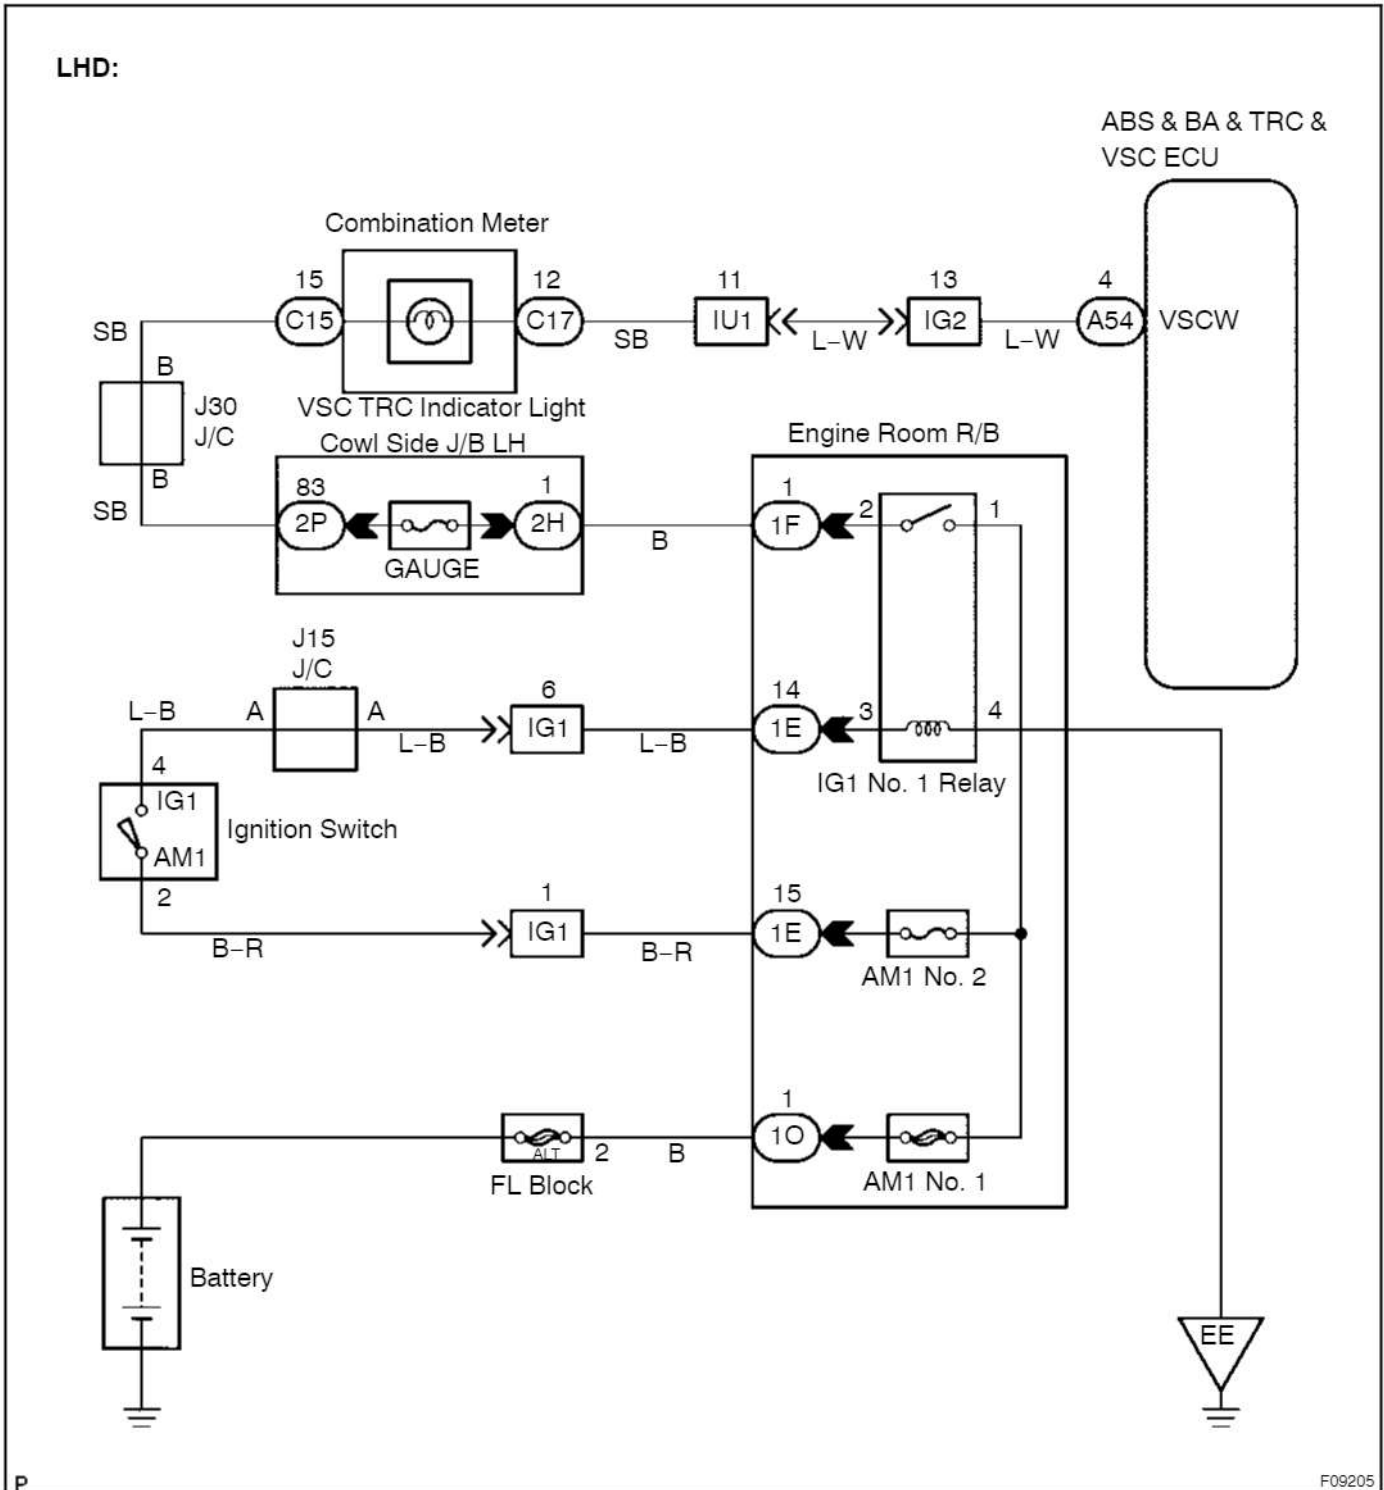 LHD:
ABS & BA & TRC &
VSC ECU
Combination Meter
15
12
11
13
4
C15
C17
IU1
IG2
A54
VSCW
SB
SB
L–W
L–W
B
J30
J/C
VSC TRC Indicator Light
Cowl Side J/B LH
Engine Room R/B
B
SB
83
1
1
2
1
2P
2H
1F
GAUGE
B
J15
J/C
6
14
L–B
A
A
3
4
IG1
1E
L–B
L–B
4
IG1 No. 1 Relay
IG1
Ignition Switch
AM1
2
1
15
IG1
1E
B–R
B–R
AM1 No. 2
1
1O
ALT
2
B
FL Block
AM1 No. 1
Battery
EE
P
F09205